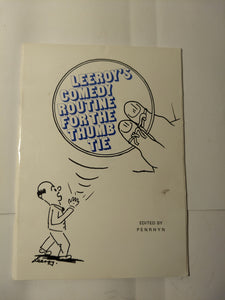 LEEROY'S
COMEDY
ROUTINE
FOR THE
THUMB
TIE
EDITED BY
PENRHYN